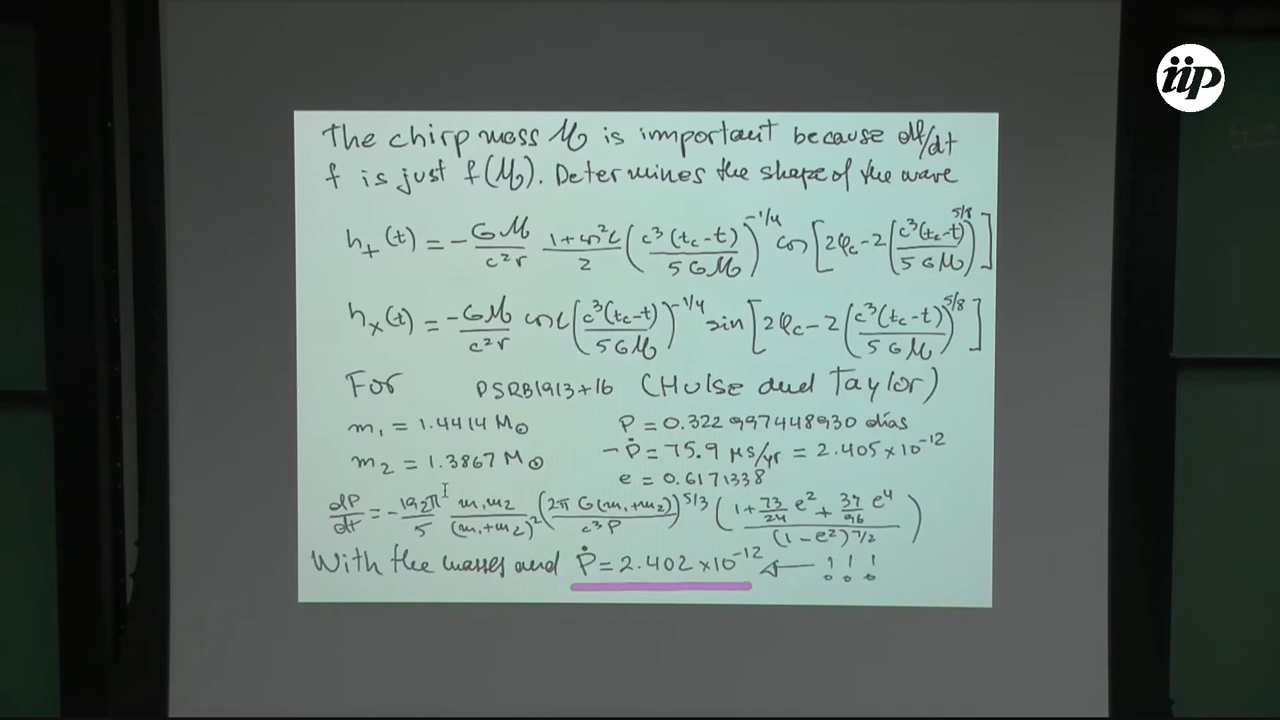 iip
The chirp mass ℳ is important because df/dt
f is just f(ℳ). Determines the shape of the wave
h₊(t) = -Gℳ/c²r (1+cos²ι)/2 (c³(tc-t)/5Gℳ)^-1/4 cos[2φc-2(c³(tc-t)/5Gℳ)^5/8]
hₓ(t) = -Gℳ/c²r cosι (c³(tc-t)/5Gℳ)^-1/4 sin[2φc-2(c³(tc-t)/5Gℳ)^5/8]
For PSRB1913+16 (Hulse and Taylor)
m₁ = 1.4414 M⊙ P = 0.322997448930 días
m₂ = 1.3867 M⊙ -Ṗ = 75.9 μs/yr = 2.405×10^-12
e = 0.6171338
dP/dt = -192π/5 m₁m₂/(m₁+m₂)² (2πG(m₁+m₂)/c³P)^5/3 ((1+73/24 e²+37/96 e⁴)/(1-e²)^7/2)
With the masses and Ṗ = 2.402×10^-12 ← !!!